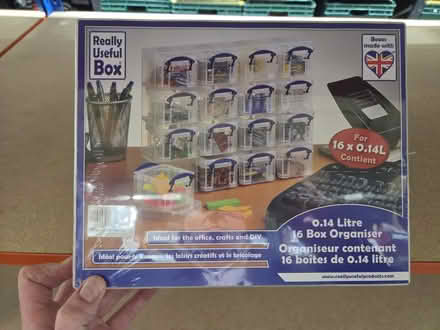 Really
Useful
Box
Boxes
made with
For
16 x 0.14L
Contient
0.14 Litre
16 Box Organiser
Organiseur contenant
16 boîtes de 0.14 litre
Ideal for the office, crafts and DIY
Idéal pour le Bureau, les loisirs créatifs et le bricolage
www.reallyusefulproducts.com